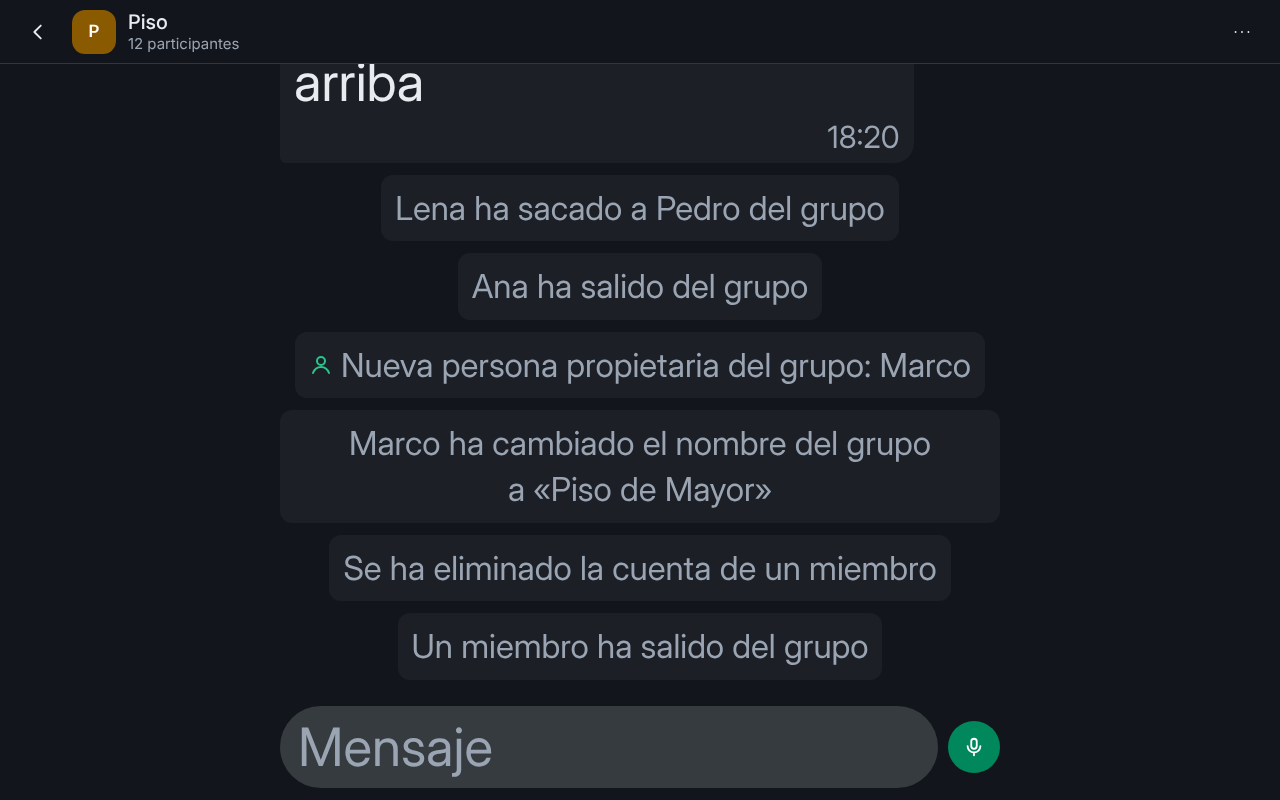 P
Piso
12 participantes
...
arriba
18:20
Lena ha sacado a Pedro del grupo
Ana ha salido del grupo
Nueva persona propietaria del grupo: Marco
Marco ha cambiado el nombre del grupo
a «Piso de Mayor»
Se ha eliminado la cuenta de un miembro
Un miembro ha salido del grupo
Mensaje